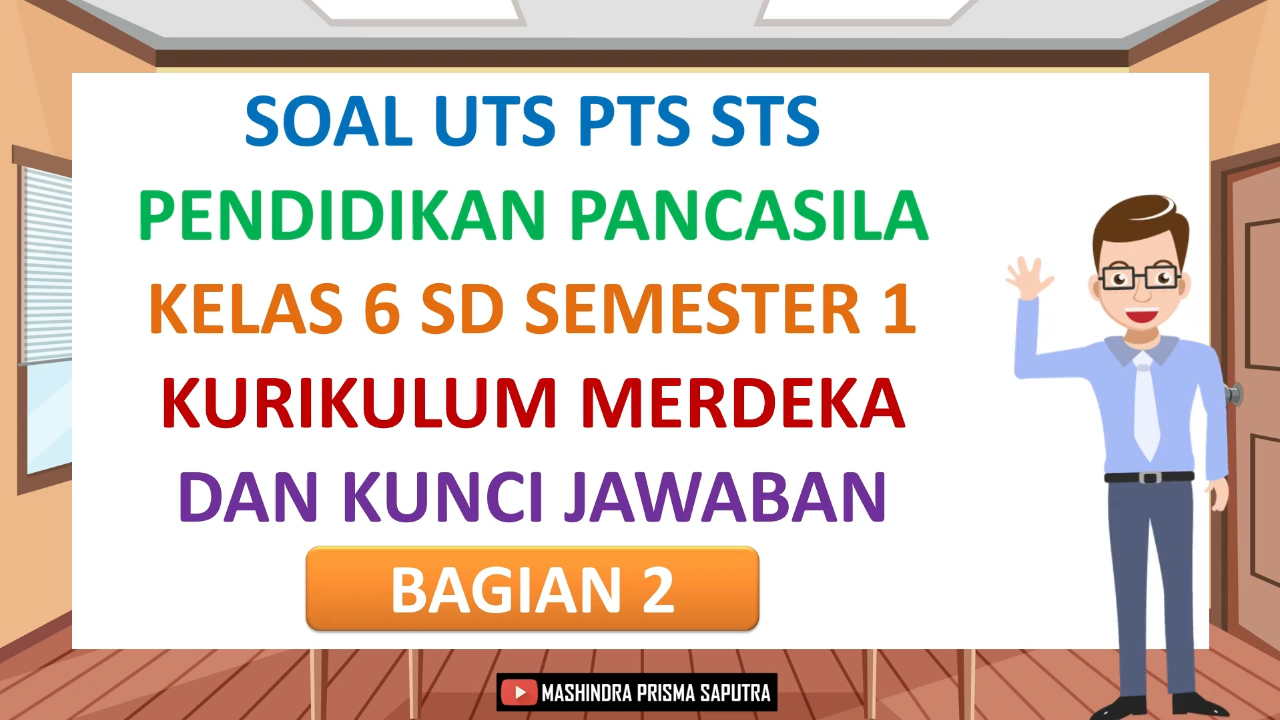 SOAL UTS PTS STS
PENDIDIKAN PANCASILA
KELAS 6 SD SEMESTER 1
KURIKULUM MERDEKA
DAN KUNCI JAWABAN
BAGIAN 2
MASHINDRA PRISMA SAPUTRA